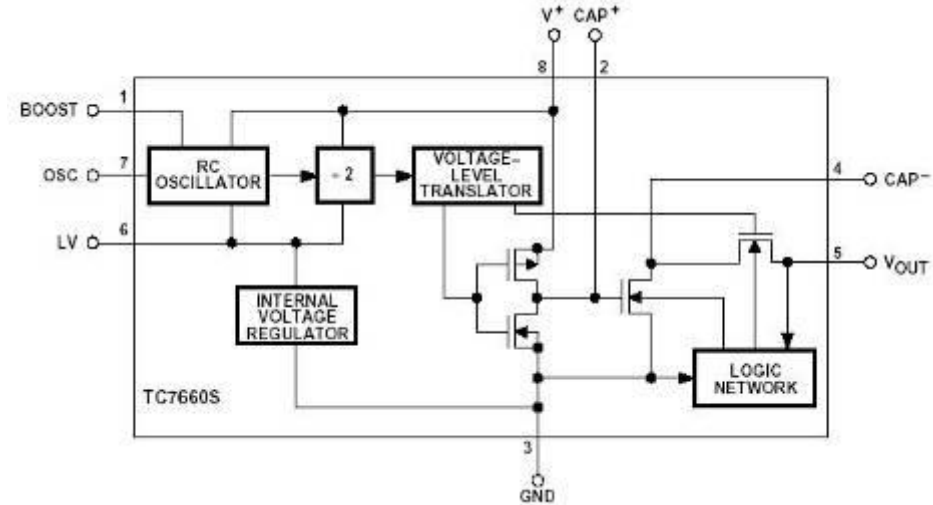 V+ CAP+
8 2
BOOST 1
OSC 7
LV 6
RC
OSCILLATOR
÷ 2
VOLTAGE–
LEVEL
TRANSLATOR
4 CAP–
5 VOUT
INTERNAL
VOLTAGE
REGULATOR
LOGIC
NETWORK
TC7660S
3
GND